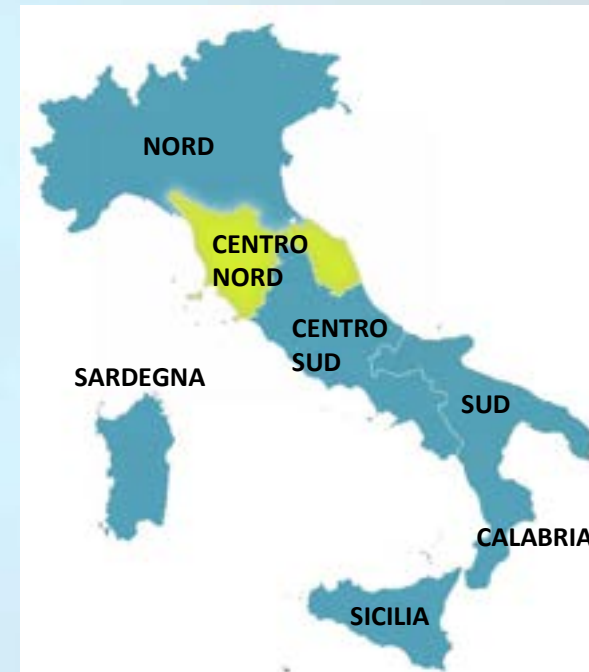 NORD
CENTRO
NORD
CENTRO
SUD
SARDEGNA
SUD
CALABRIA
SICILIA